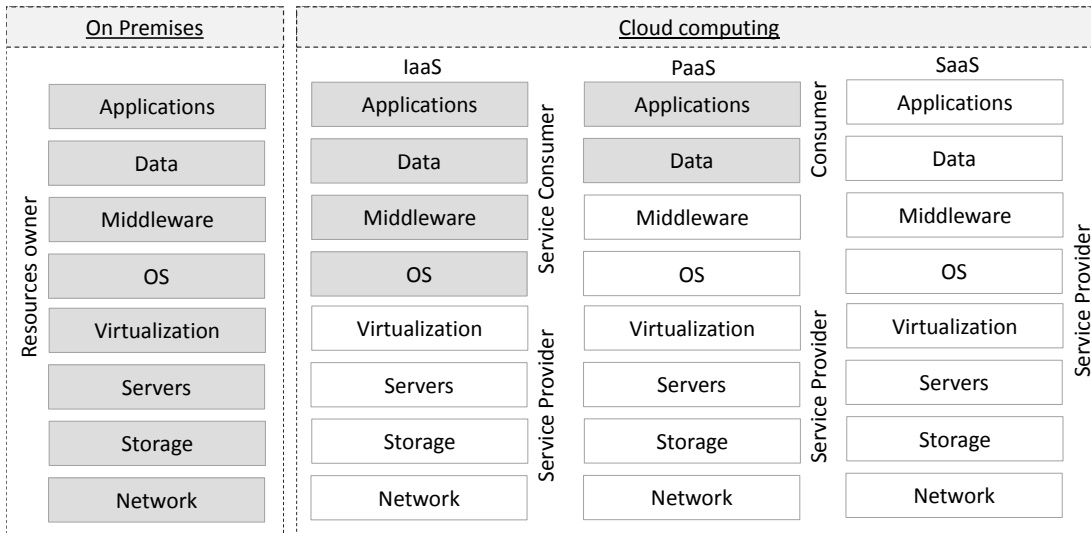 On Premises
Resources owner
Applications
Data
Middleware
OS
Virtualization
Servers
Storage
Network
Cloud computing
IaaS
Applications
Data
Middleware
OS
Virtualization
Servers
Storage
Network
Service Consumer
Service Provider
PaaS
Applications
Data
Middleware
OS
Virtualization
Servers
Storage
Network
Consumer
Service Provider
SaaS
Applications
Data
Middleware
OS
Virtualization
Servers
Storage
Network
Service Provider